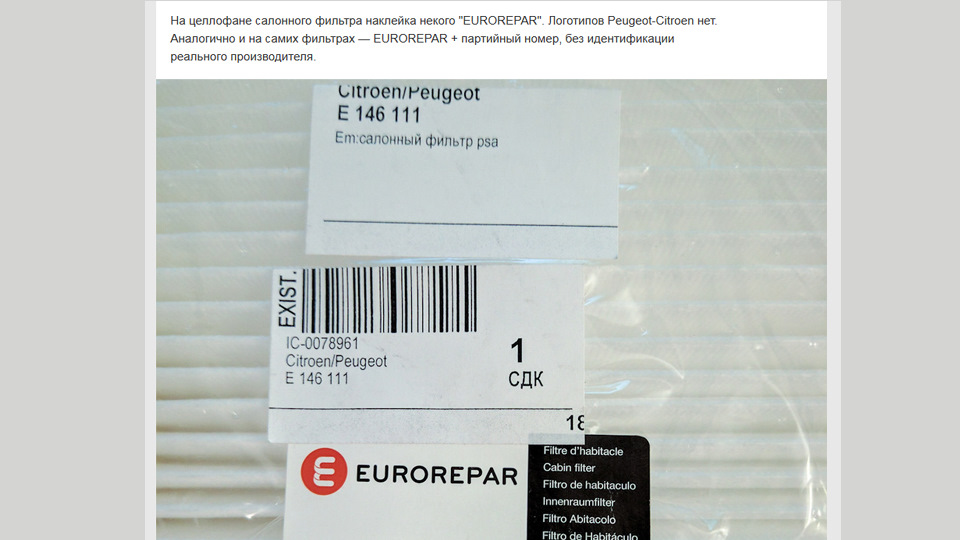 На целлофане салонного фильтра наклейка некого "EUROREPAR". Логотипов Peugeot-Citroen нет.
Аналогично и на самих фильтрах — EUROREPAR + партийный номер, без идентификации
реального производителя.
Citroen/Peugeot
E 146 111
Em:салонный фильтр psa
EXIST.
IC-0078961
Citroen/Peugeot
E 146 111
1
СДК
18
EUROREPAR
Filtre d'habitacle
Cabin filter
Filtro de habitaculo
Innenraumfilter
Filtro Abitacolo
Filtro de Habitáculo